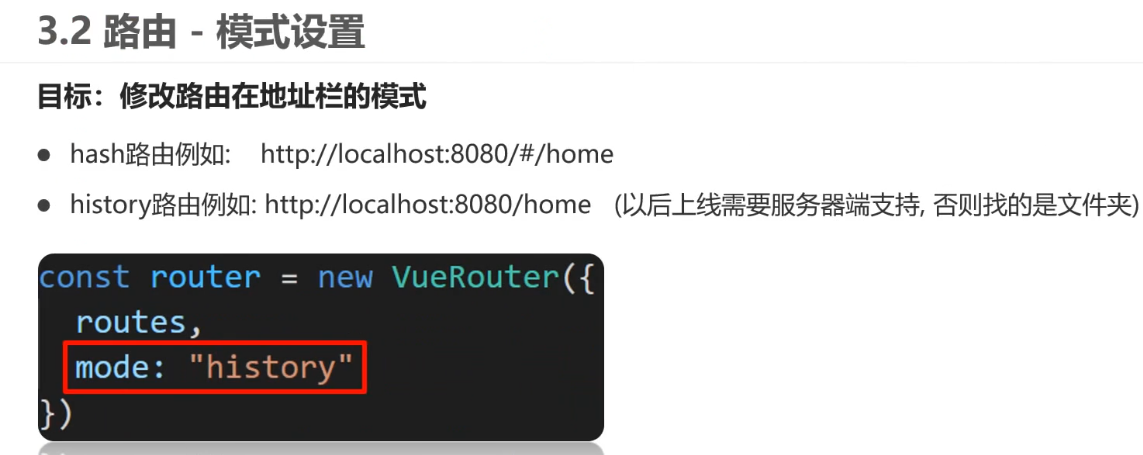 3.2 路由 - 模式设置
目标：修改路由在地址栏的模式
● hash路由例如: http://localhost:8080/#/home
● history路由例如: http://localhost:8080/home (以后上线需要服务器端支持, 否则找的是文件夹)
const router = new VueRouter({
routes,
mode: "history"
})